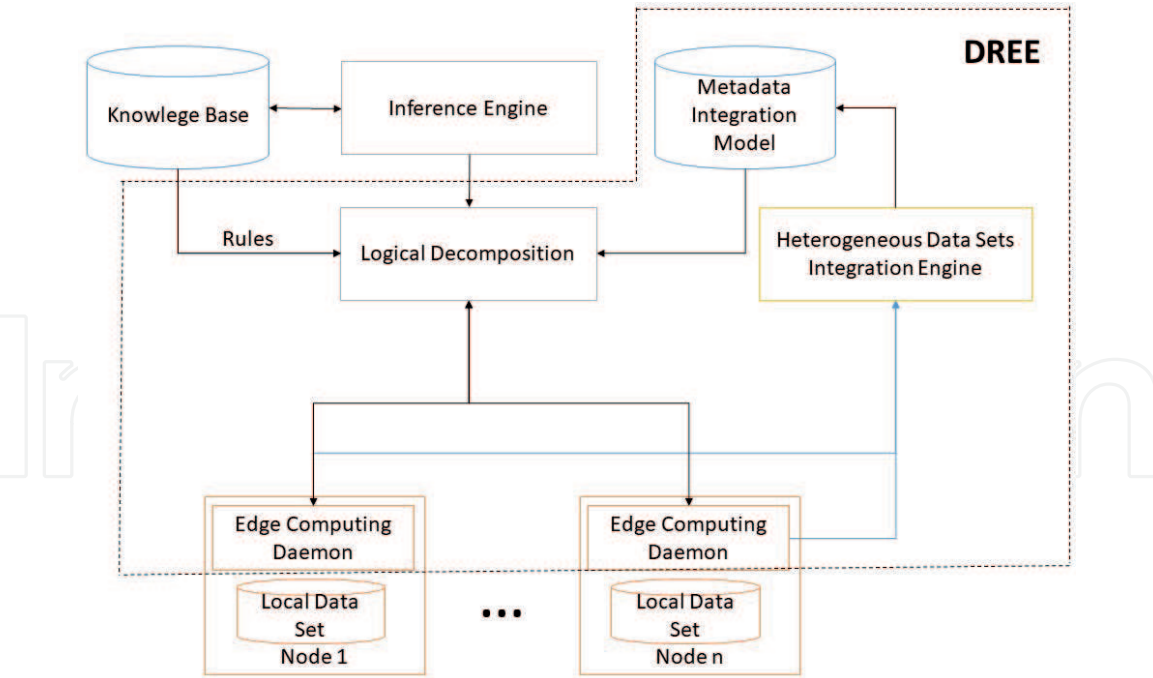 DREE
Knowlege Base
Inference Engine
Metadata
Integration
Model
Rules
Logical Decomposition
Heterogeneous Data Sets
Integration Engine
Edge Computing
Daemon
Edge Computing
Daemon
Local Data
Set
Node 1
...
Local Data
Set
Node n